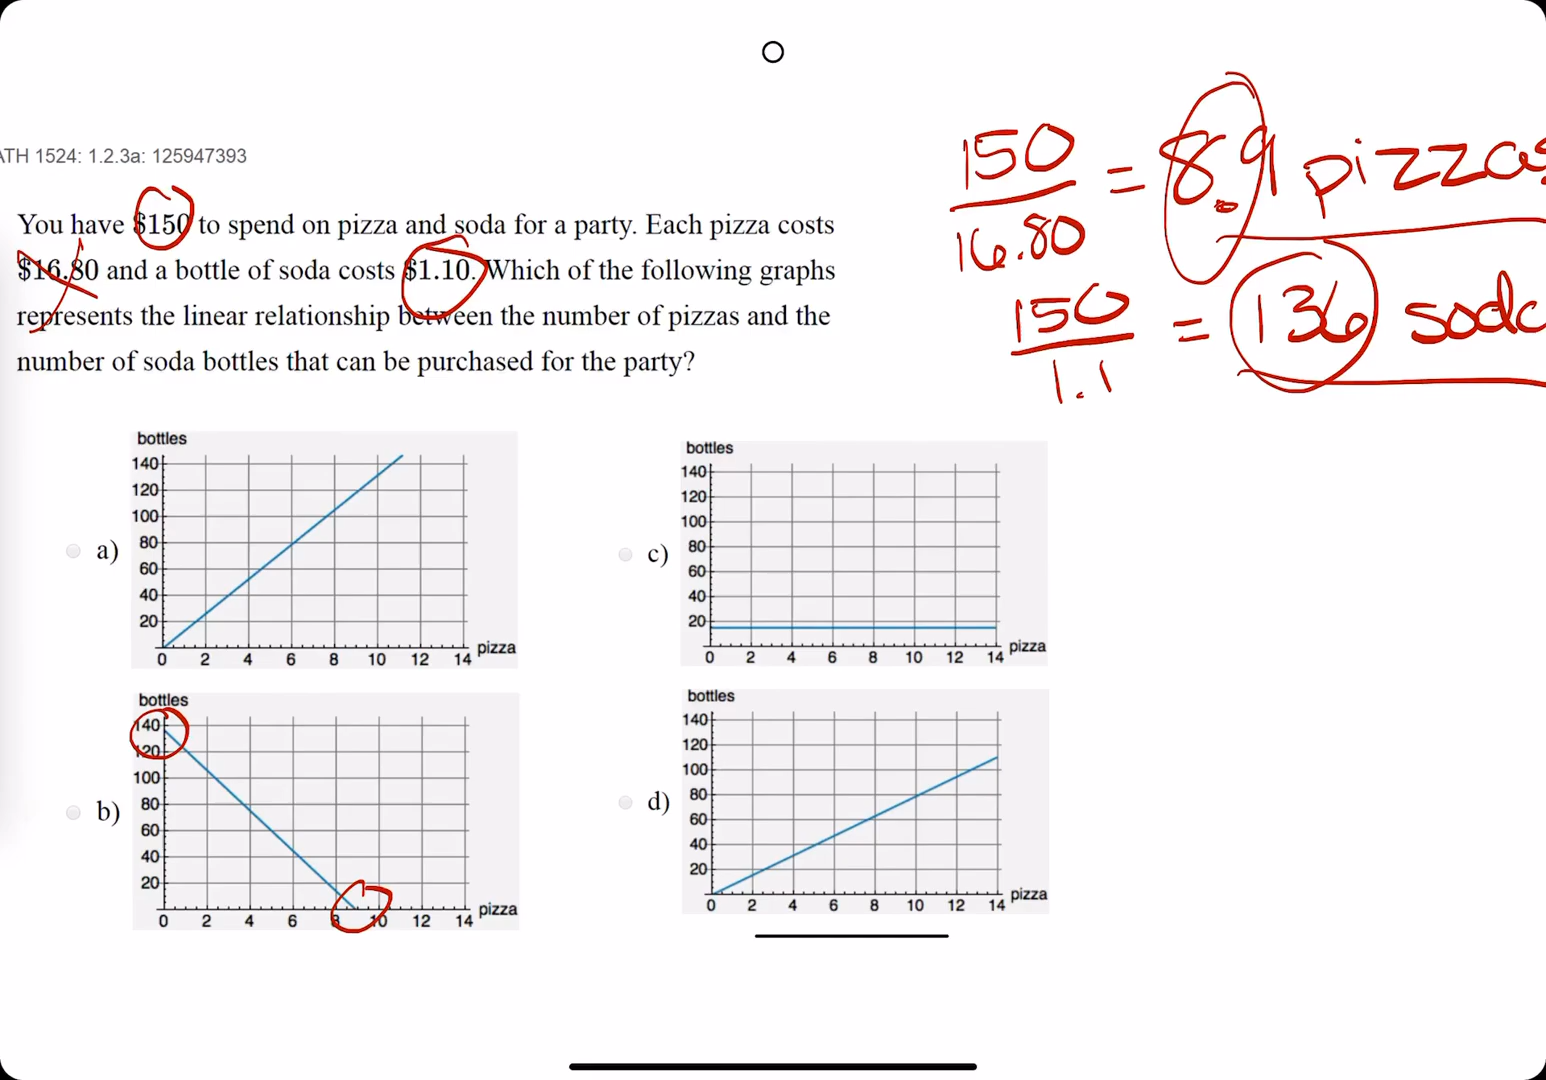 ATH 1524: 1.2.3a: 125947393
150
16.80
= 8.9 pizzas
150
1.1
= 136 soda
You have $150 to spend on pizza and soda for a party. Each pizza costs
$16.80 and a bottle of soda costs $1.10. Which of the following graphs
represents the linear relationship between the number of pizzas and the
number of soda bottles that can be purchased for the party?
a)
bottles
140
120
100
80
60
40
20
0 2 4 6 8 10 12 14 pizza
c)
bottles
140
120
100
80
60
40
20
0 2 4 6 8 10 12 14 pizza
b)
bottles
140
120
100
80
60
40
20
0 2 4 6 8 10 12 14 pizza
d)
bottles
140
120
100
80
60
40
20
0 2 4 6 8 10 12 14 pizza